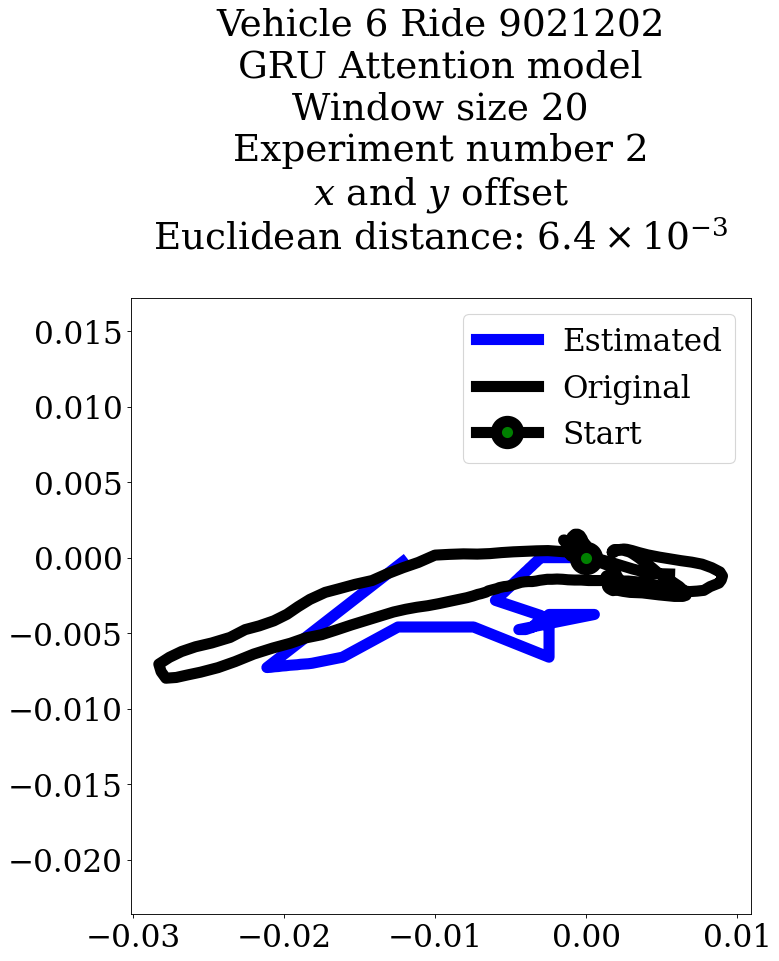 Vehicle 6 Ride 9021202
GRU Attention model
Window size 20
Experiment number 2
x and y offset
Euclidean distance: 6.4 × 10⁻³
Estimated
Original
Start
0.015
0.010
0.005
0.000
−0.005
−0.010
−0.015
−0.020
−0.03 −0.02 −0.01 0.00 0.01